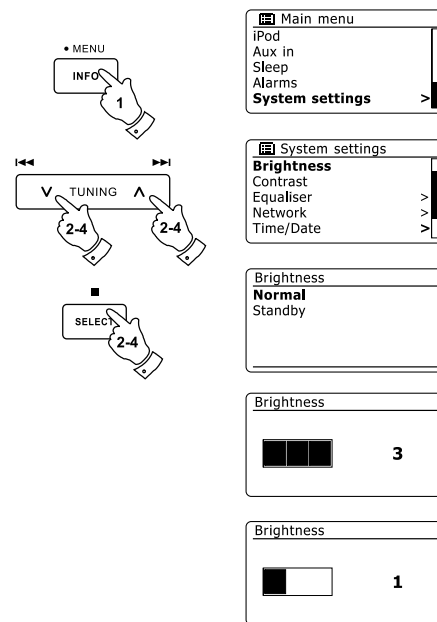 • MENU
INFO
1
TUNING
2-4
2-4
SELECT
2-4
Main menu
iPod
Aux in
Sleep
Alarms
System settings >
System settings
Brightness
Contrast
Equaliser >
Network >
Time/Date >
Brightness
Normal
Standby
Brightness
3
Brightness
1